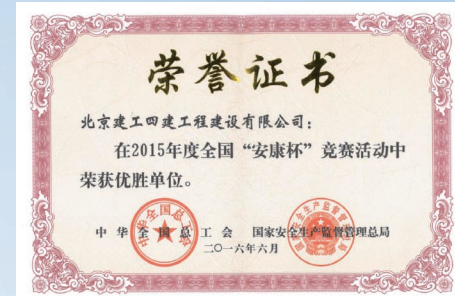 荣誉证书
北京建工四建工程建设有限公司：
在2015年度全国“安康杯”竞赛活动中
荣获优胜单位。
中华全国总工会 国家安全生产监督管理总局
二〇一六年六月